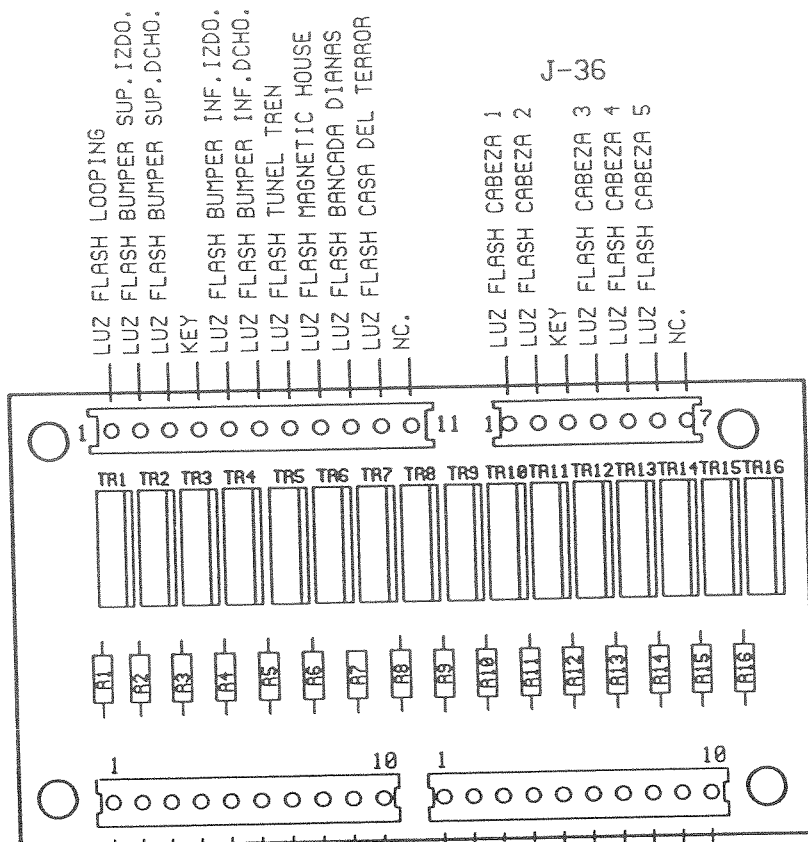 J-36
LUZ FLASH LOOPING
LUZ FLASH BUMPER SUP.IZDO.
LUZ FLASH BUMPER SUP.DCHO.
KEY
LUZ FLASH BUMPER INF.IZDO.
LUZ FLASH BUMPER INF.DCHO.
LUZ FLASH TUNEL TREN
LUZ FLASH MAGNETIC HOUSE
LUZ FLASH BANCADA DIANAS
LUZ FLASH CASA DEL TERROR
NC.
LUZ FLASH CABEZA 1
LUZ FLASH CABEZA 2
KEY
LUZ FLASH CABEZA 3
LUZ FLASH CABEZA 4
LUZ FLASH CABEZA 5
NC.
1 11 1 7
TR1 TR2 TR3 TR4 TR5 TR6 TR7 TR8 TR9 TR10 TR11 TR12 TR13 TR14 TR15 TR16
R1 R2 R3 R4 R5 R6 R7 R8 R9 R10 R11 R12 R13 R14 R15 R16
1 10 1 10